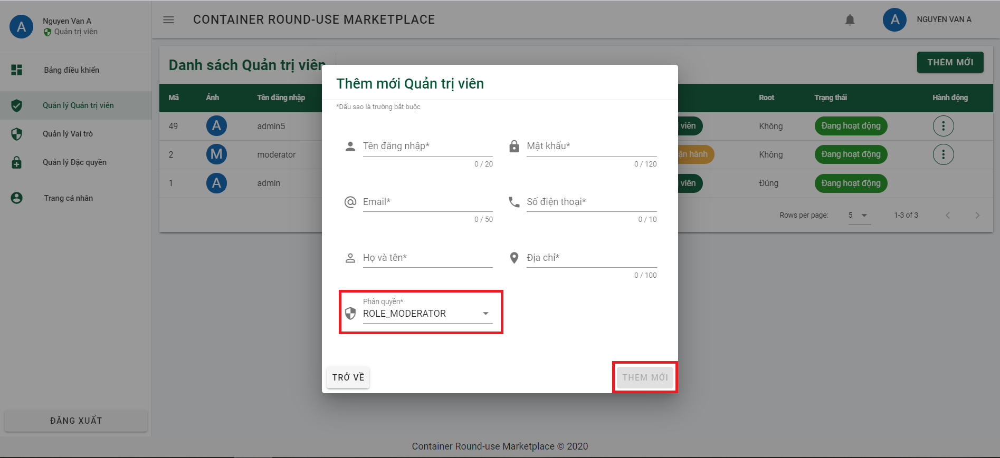 Nguyen Van A
Quản trị viên
CONTAINER ROUND-USE MARKETPLACE
NGUYEN VAN A
Bảng điều khiển
Quản lý Quản trị viên
Quản lý Vai trò
Quản lý Đặc quyền
Trang cá nhân
ĐĂNG XUẤT
Danh sách Quản trị viên
THÊM MỚI
Mã Ảnh Tên đăng nhập Root Trạng thái Hành động
49 A admin5 viên Không Đang hoạt động
2 M moderator ận hành Không Đang hoạt động
1 A admin viên Đúng Đang hoạt động
Rows per page: 5 1-3 of 3
Thêm mới Quản trị viên
*Dấu sao là trường bắt buộc
Tên đăng nhập* Mật khẩu*
0 / 20 0 / 120
Email* Số điện thoại*
0 / 50 0 / 10
Họ và tên* Địa chỉ*
0 / 100
Phân quyền*
ROLE_MODERATOR
TRỞ VỀ THÊM MỚI
Container Round-use Marketplace © 2020